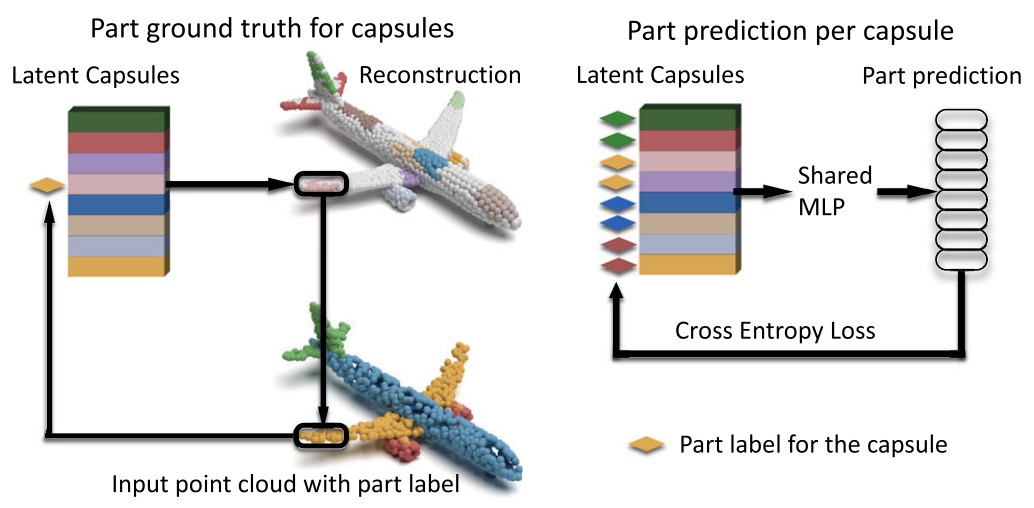 Part ground truth for capsules
Latent Capsules
Reconstruction
Input point cloud with part label
Part prediction per capsule
Latent Capsules
Part prediction
Shared
MLP
Cross Entropy Loss
Part label for the capsule